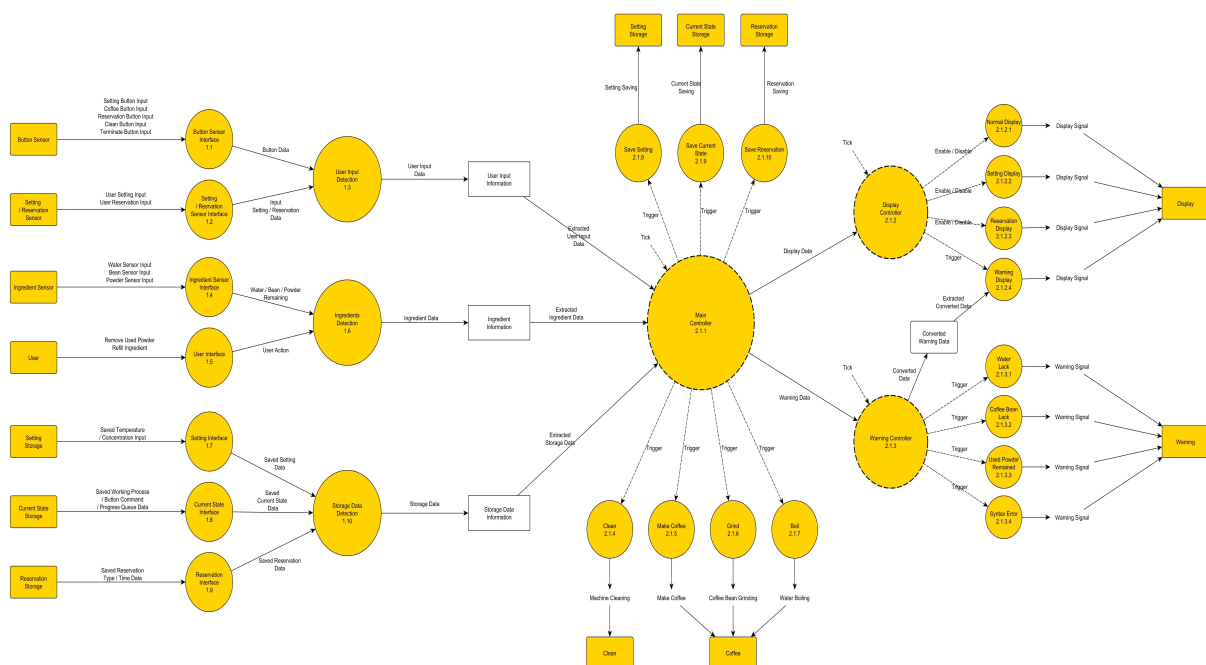 Setting
Storage
Current State
Storage
Reservation
Storage
Setting Saving
Current State
Saving
Reservation
Saving
Save Setting
2.1.8
Save Current
State
2.1.9
Save Reservation
2.1.10
Trigger
Trigger
Trigger
Tick
Button Sensor
Setting Button Input
Coffee Button Input
Reservation Button Input
Clean Button Input
Terminate Button Input
Button Sensor
Interface
1.1
Button Data
Setting
/ Reservation
Sensor
User Setting Input
User Reservation Input
Setting
/ Resrvation
Sensor Interface
1.2
Input
Setting / Reservation
Data
User Input
Detection
1.3
User Input
Data
User Input
Information
Extracted
User Input
Data
Ingredient Sensor
Water Sensor Input
Bean Sensor Input
Powder Sensor Input
Ingredient Sensor
Interface
1.4
Water / Bean / Powder
Remaining
User
Remove Used Powder
Refill Ingredient
User Interface
1.5
User Action
Ingredients
Detection
1.6
Ingredient Data
Ingredient
Information
Extracted
Ingredient Data
Setting
Storage
Saved Temperature
/ Concentration Input
Setting Interface
1.7
Saved Setting
Data
Current State
Storage
Saved Working Process
/ Button Command
/ Progress Queue Data
Current State
Interface
1.8
Saved
Current State
Data
Reservation
Storage
Saved Reservation
Type / Time Data
Reservation
Interface
1.9
Saved Reservation
Data
Storage Data
Detection
1.10
Storage Data
Storage Data
Information
Extracted
Storage Data
Main
Controller
2.1.1
Display Data
Warning Data
Trigger
Trigger
Trigger
Trigger
Clean
2.1.4
Make Coffee
2.1.5
Grind
2.1.6
Boil
2.1.7
Machine Cleaning
Make Coffee
Coffee Bean Grinding
Water Boiling
Clean
Coffee
Tick
Display
Controller
2.1.2
Enable / Disable
Enable / Disable
Enable / Disable
Trigger
Normal Display
2.1.2.1
Setting Display
2.1.2.2
Reservation
Display
2.1.2.3
Warning
Display
2.1.2.4
Display Signal
Display Signal
Display Signal
Display Signal
Display
Extracted
Converted Data
Converted
Warning Data
Converted
Data
Tick
Warning Controller
2.1.3
Trigger
Trigger
Trigger
Trigger
Water
Lack
2.1.3.1
Coffee Bean
Lack
2.1.3.2
Used Powder
Remained
2.1.3.3
Syntax Error
2.1.3.4
Warning Signal
Warning Signal
Warning Signal
Warning Signal
Warning